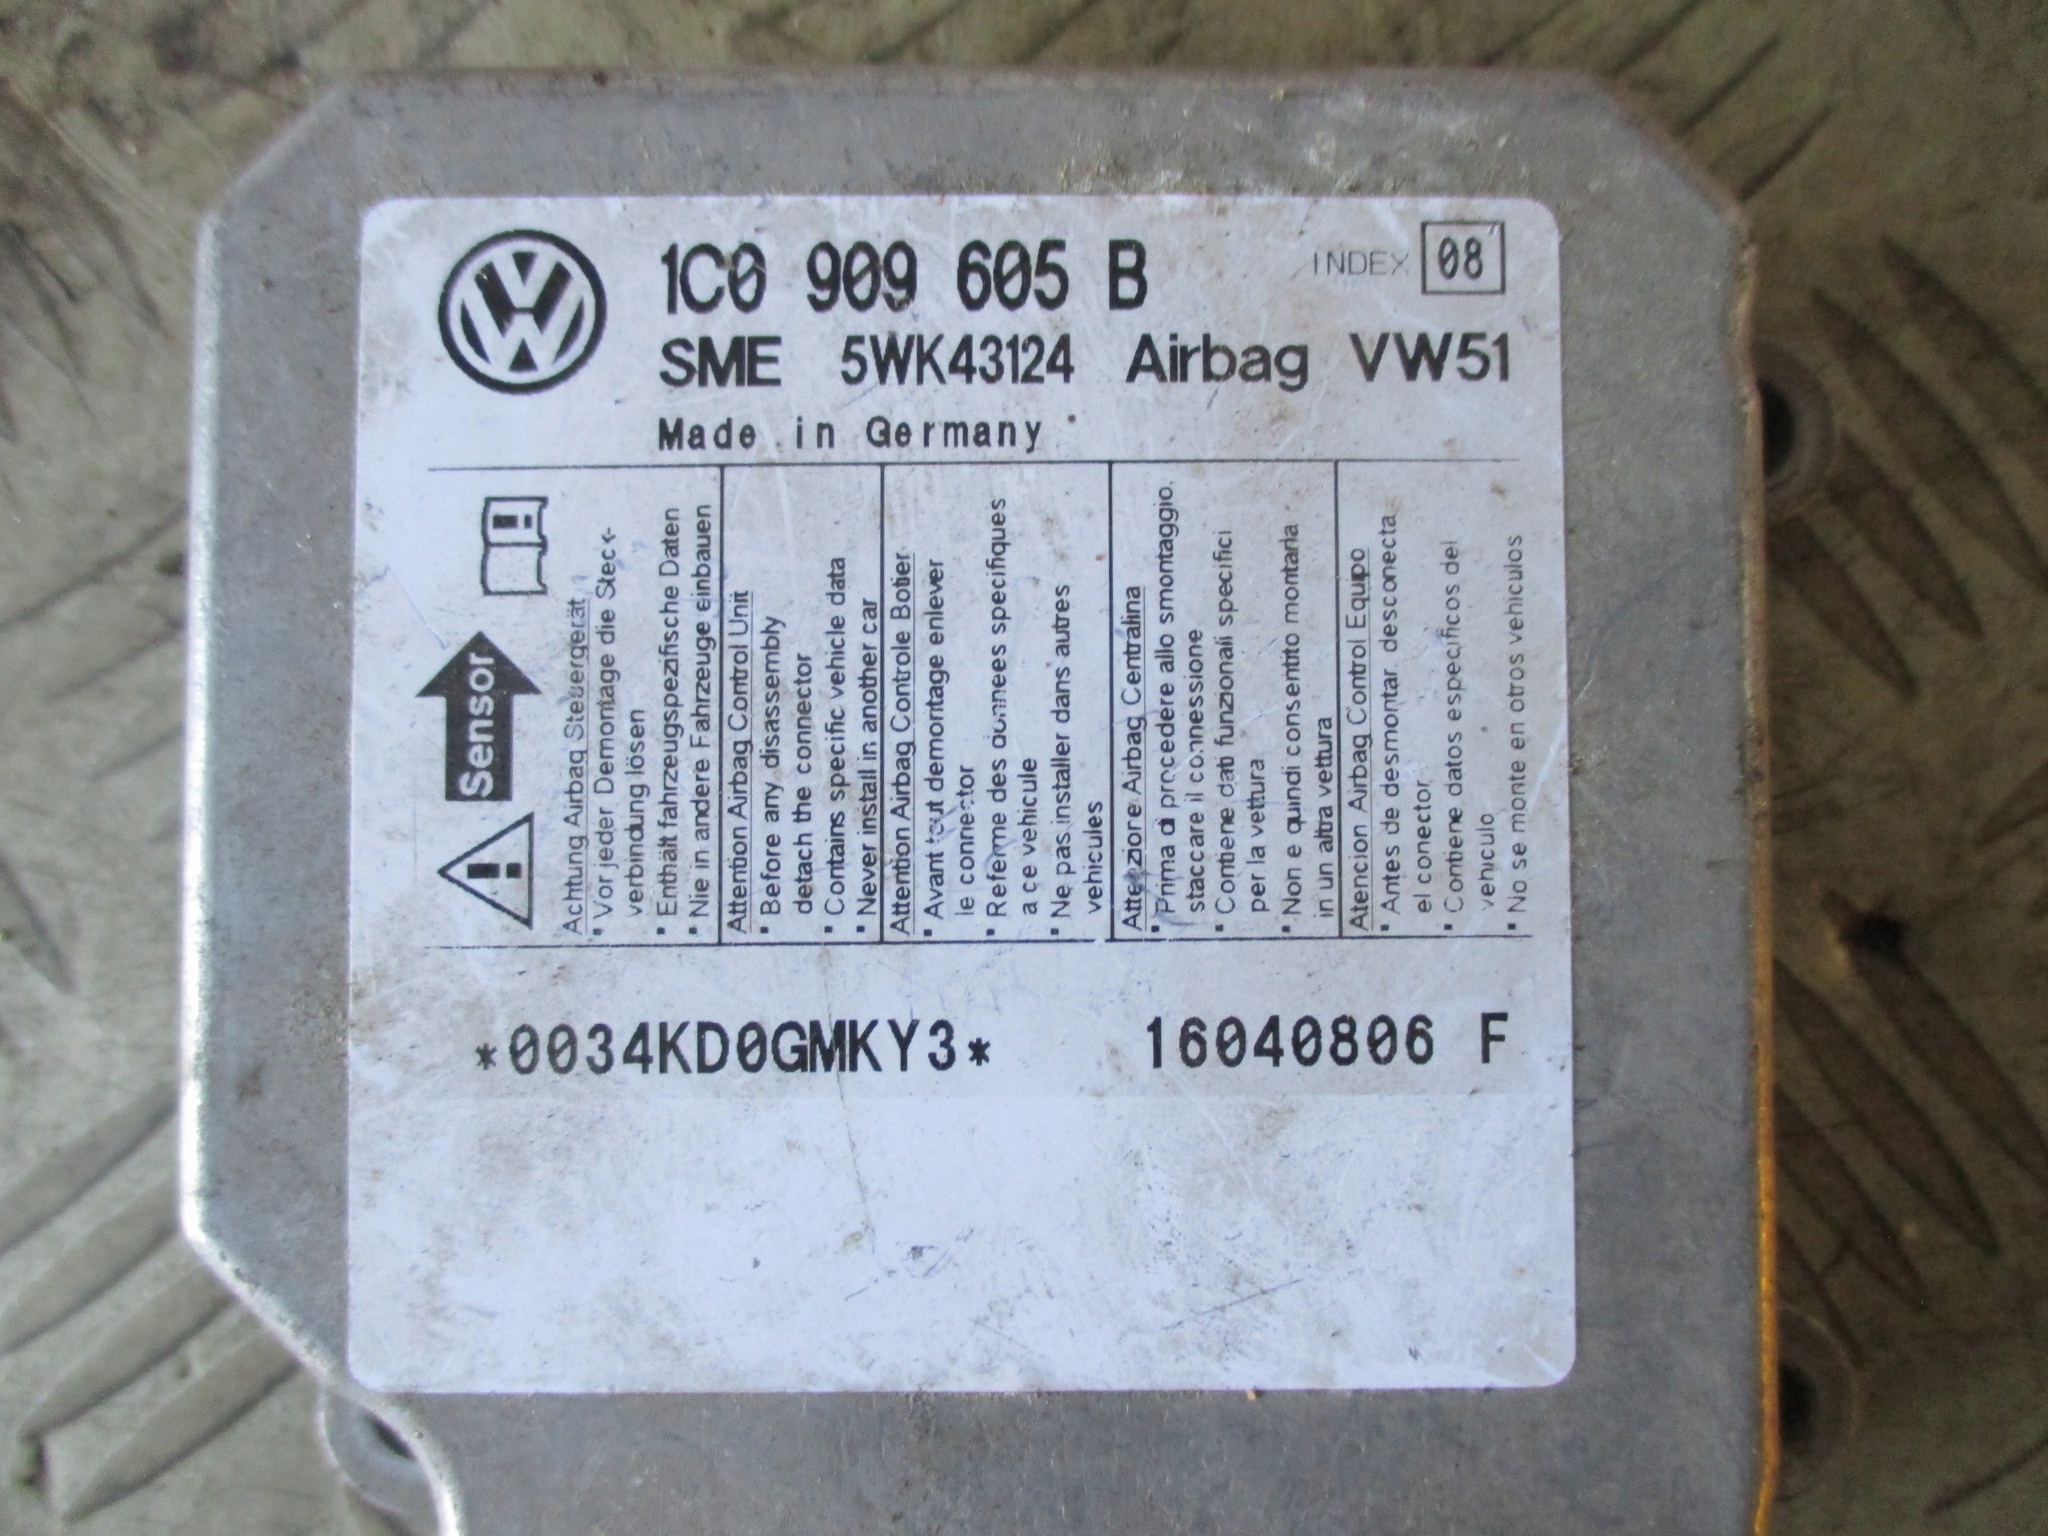 1C0 909 605 B INDEX 08
SME 5WK43124 Airbag VW51
Made in Germany
Sensor
Achtung Airbag Steuergerät
▪ Vor jeder Demontage die Steck-
verbindung lösen
▪ Enthält fahrzeugspezifische Daten
▪ Nie in andere Fahrzeuge einbauen
Attention Airbag Control Unit
▪ Before any disassembly
detach the connector
▪ Contains specific vehicle data
▪ Never install in another car
Attention Airbag Controle Botier
▪ Avant tout demontage enlever
le connector
▪ Referme des donnees specifiques
a ce vehicule
▪ Ne pas installer dans autres
vehicules
Attenzione Airbag Centralina
▪ Prima di procedere allo smontaggio.
staccare il connessione
▪ Contiene dati funzionali specifici
per la vettura
▪ Non e quindi consentito montarla
in un altra vettura
Atencion Airbag Control Equipo
▪ Antes de desmontar desconecta
el conector
▪ Contiene datos especificos del
vehiculo
▪ No se monte en otros vehiculos
*0034KD0GMKY3* 16040806 F